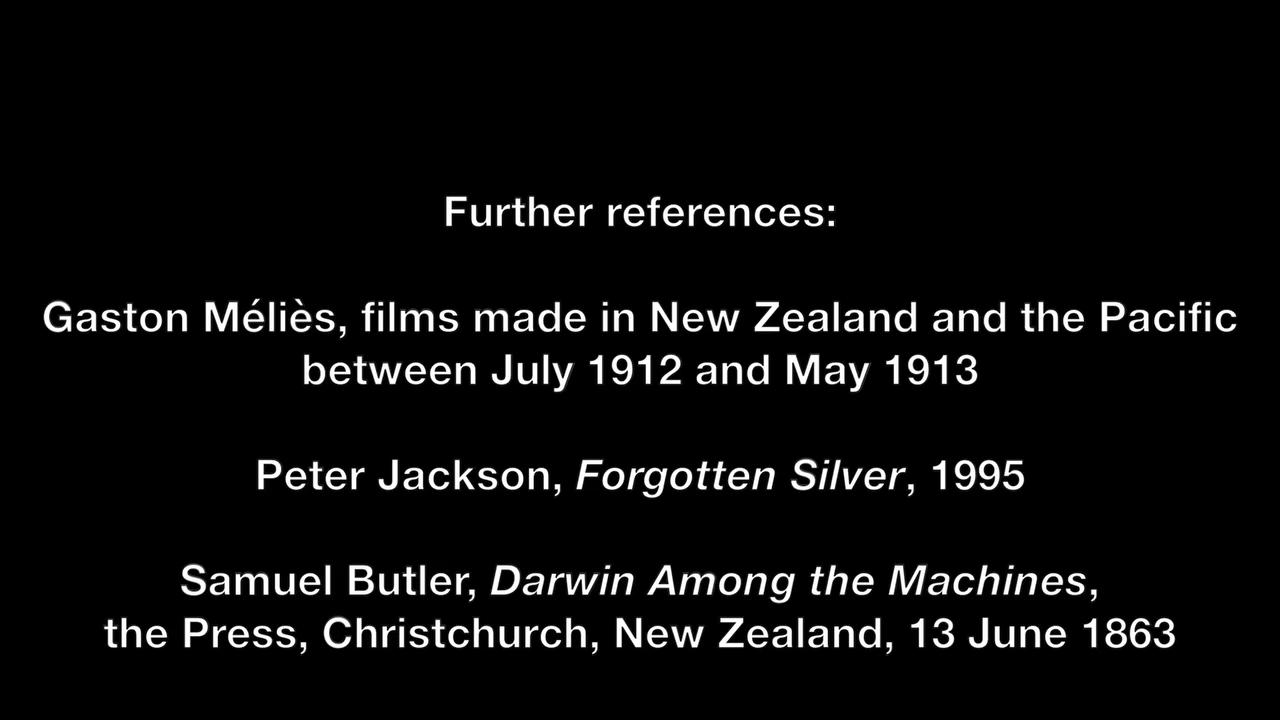 Further references:
Gaston Méliès, films made in New Zealand and the Pacific
between July 1912 and May 1913
Peter Jackson, Forgotten Silver, 1995
Samuel Butler, Darwin Among the Machines,
the Press, Christchurch, New Zealand, 13 June 1863